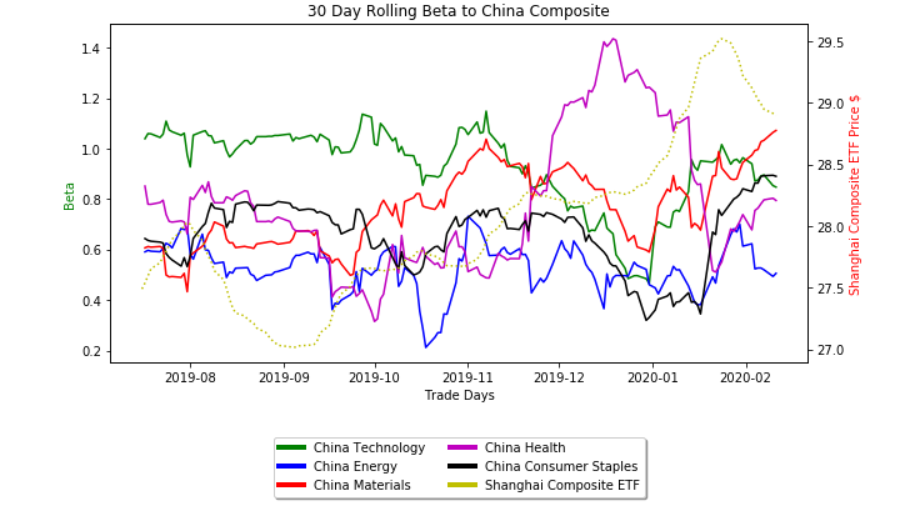 30 Day Rolling Beta to China Composite
Beta
1.4
1.2
1.0
0.8
0.6
0.4
0.2
29.5
29.0
28.5
28.0
27.5
27.0
Shanghai Composite ETF Price $
2019-08 2019-09 2019-10 2019-11 2019-12 2020-01 2020-02
Trade Days
China Technology China Health
China Energy China Consumer Staples
China Materials Shanghai Composite ETF